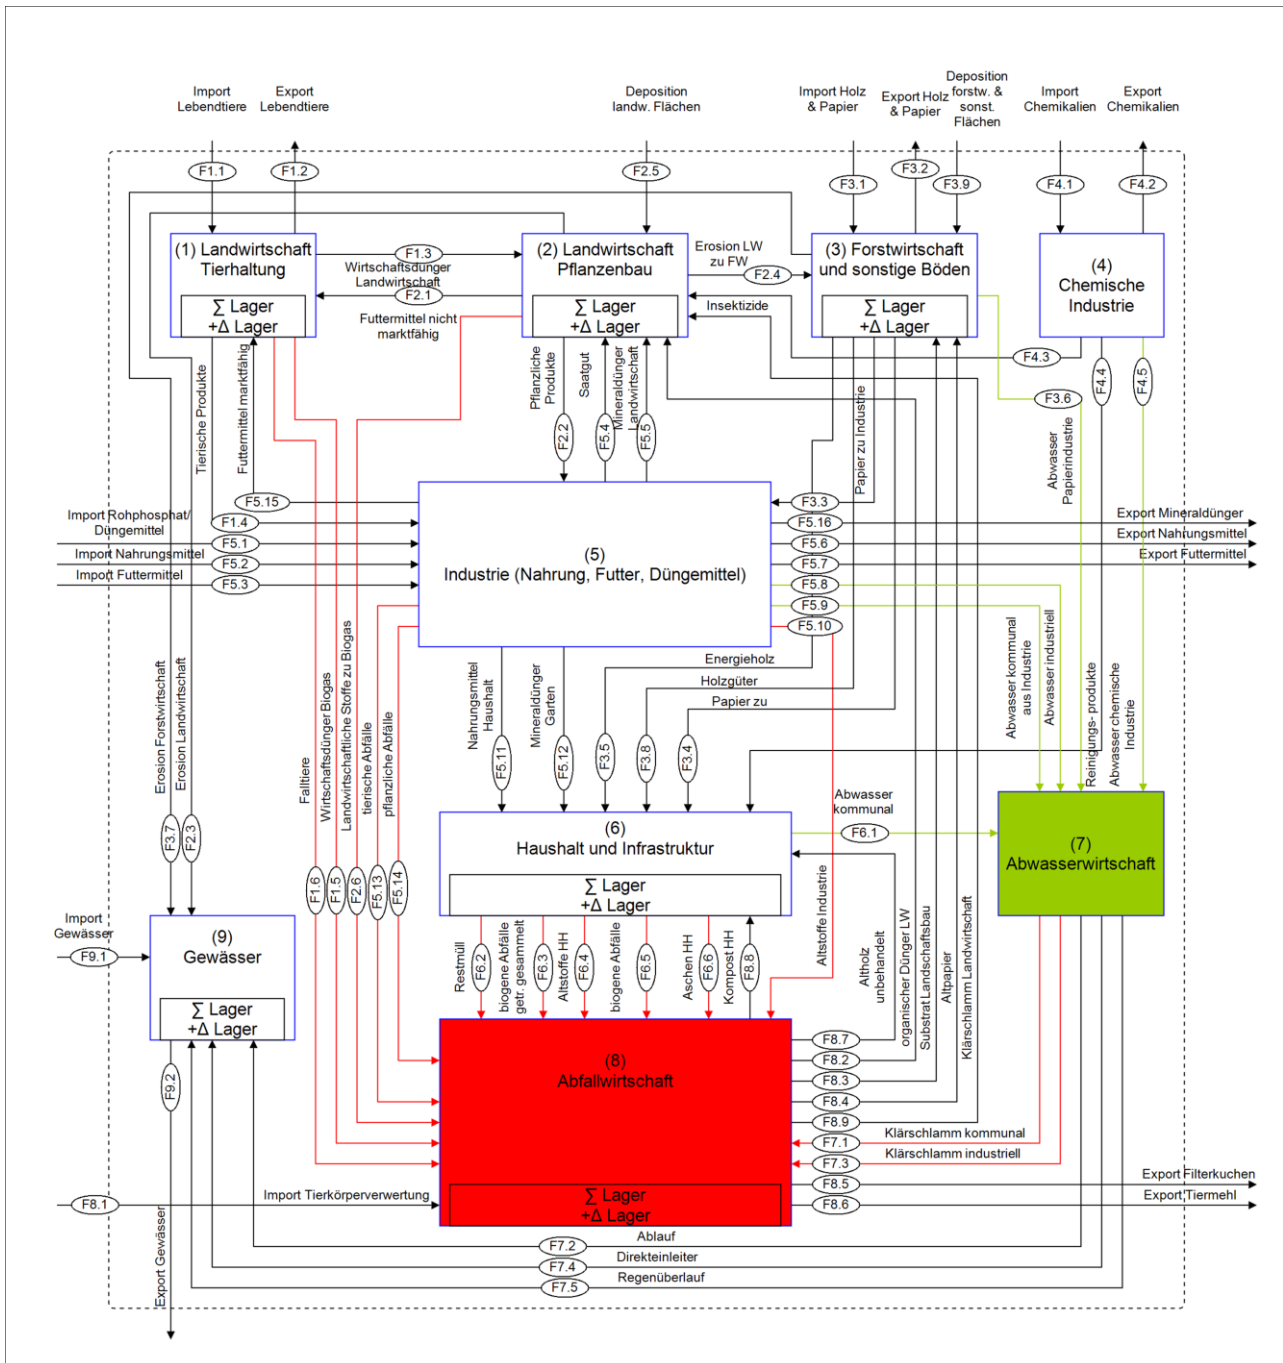 Import
Lebendtiere
Export
Lebendtiere
Deposition
landw. Flächen
Import Holz
& Papier
Export Holz
& Papier
Deposition
forstw. &
sonst.
Flächen
Import
Chemikalien
Export
Chemikalien
F1.1
F1.2
F2.5
F3.1
F3.2
F3.9
F4.1
F4.2
(1) Landwirtschaft
Tierhaltung
∑ Lager
+Δ Lager
F1.3
Wirtschaftsdünger
Landwirtschaft
F2.1
Futtermittel nicht
marktfähig
(2) Landwirtschaft
Pflanzenbau
∑ Lager
+Δ Lager
Erosion LW
zu FW
F2.4
Insektizide
(3) Forstwirtschaft
und sonstige Böden
∑ Lager
+Δ Lager
(4)
Chemische
Industrie
F4.3
F4.4
F4.5
F3.6
Tierische Produkte
Futtermittel marktfähig
Pflanzliche
Produkte
F2.2
Saatgut
F5.4
Mineraldünger
Landwirtschaft
F5.5
Papier zu Industrie
Abwasser
Papierindustrie
F5.15
Import Rohphosphat/
Düngemittel
F1.4
F5.1
Import Nahrungsmittel
F5.2
Import Futtermittel
F5.3
(5)
Industrie (Nahrung, Futter, Düngemittel)
F3.3
F5.16
F5.6
F5.7
F5.8
F5.9
F5.10
Export Mineraldünger
Export Nahrungsmittel
Export Futtermittel
Erosion Forstwirtschaft
Erosion Landwirtschaft
F3.7
F2.3
Falltiere
Wirtschaftsdünger Biogas
Landwirtschaftliche Stoffe zu Biogas
tierische Abfälle
pflanzliche Abfälle
F1.6
F1.5
F2.6
F5.13
F5.14
Nahrungsmittel
Haushalt
F5.11
Mineraldünger
Garten
F5.12
Energieholz
Holzgüter
Papier zu
F3.5
F3.8
F3.4
Abwasser kommunal
aus Industrie
Abwasser industriell
Reinigungs- produkte
Abwasser chemische
Industrie
(6)
Haushalt und Infrastruktur
∑ Lager
+Δ Lager
Abwasser
kommunal
F6.1
(7)
Abwasserwirtschaft
Import
Gewässer
F9.1
(9)
Gewässer
∑ Lager
+Δ Lager
F9.2
Export Gewässer
Restmüll
F6.2
biogene Abfälle
getr. gesammelt
F6.3
Altstoffe HH
F6.4
biogene Abfälle
F6.5
Aschen HH
F6.6
Kompost HH
F8.8
Altstoffe Industrie
Altholz
unbehandelt
organischer Dünger LW
Substrat Landschaftsbau
Altpapier
Klärschlamm Landwirtschaft
(8)
Abfallwirtschaft
∑ Lager
+Δ Lager
F8.7
F8.2
F8.3
F8.4
F8.9
F7.1
Klärschlamm kommunal
F7.3
Klärschlamm industriell
F8.5
Export Filterkuchen
F8.6
Export Tiermehl
F8.1
Import Tierkörperverwertung
Ablauf
F7.2
Direkteinleiter
F7.4
Regenüberlauf
F7.5